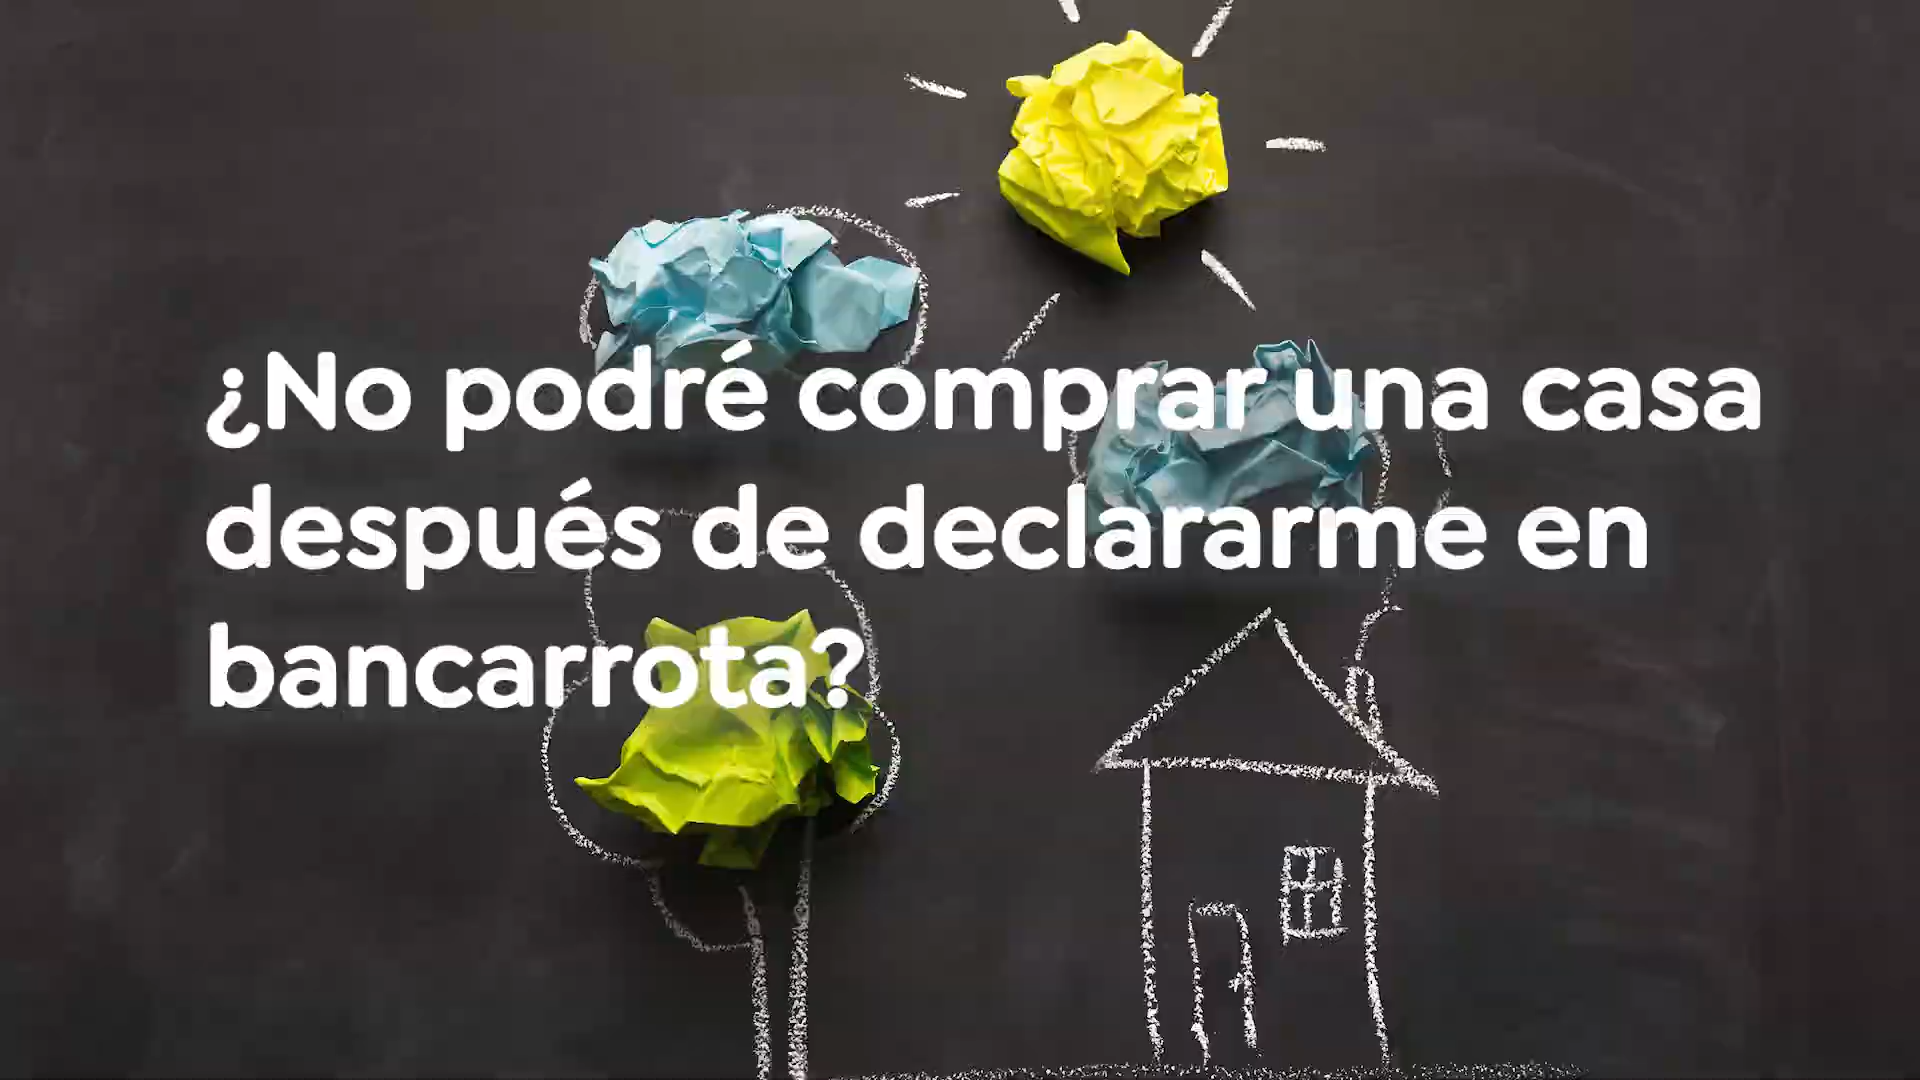 ¿No podré comprar una casa
después de declararme en
bancarrota?